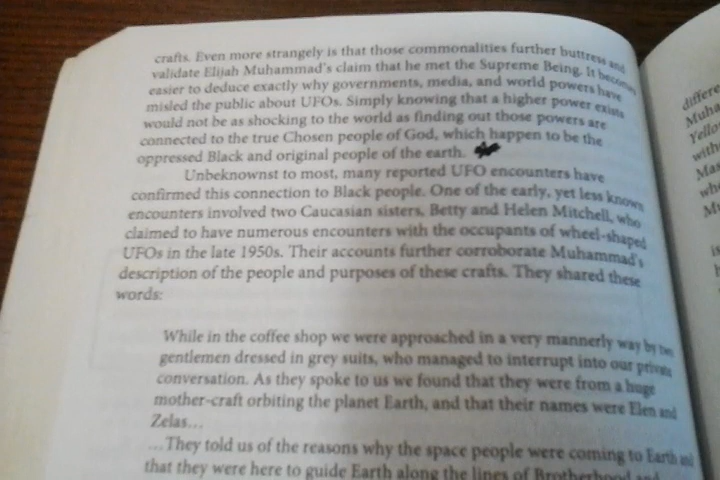 crafts. Even more strangely is that those commonalities further buttress and
validate Elijah Muhammad's claim that he met the Supreme Being. It becomes
easier to deduce exactly why governments, media, and world powers have
misled the public about UFOs. Simply knowing that a higher power exists
would not be as shocking to the world as finding out those powers are
connected to the true Chosen people of God, which happen to be the
oppressed Black and original people of the earth.
Unbeknownst to most, many reported UFO encounters have
confirmed this connection to Black people. One of the early, yet less known
encounters involved two Caucasian sisters, Betty and Helen Mitchell, who
claimed to have numerous encounters with the occupants of wheel-shaped
UFOs in the late 1950s. Their accounts further corroborate Muhammad's
description of the people and purposes of these crafts. They shared these
words:
While in the coffee shop we were approached in a very mannerly way by two
gentlemen dressed in grey suits, who managed to interrupt into our private
conversation. As they spoke to us we found that they were from a huge
mother-craft orbiting the planet Earth, and that their names were Elen and
Zelas...
...They told us of the reasons why the space people were coming to Earth and
that they were here to guide Earth along the lines of Brotherhood and